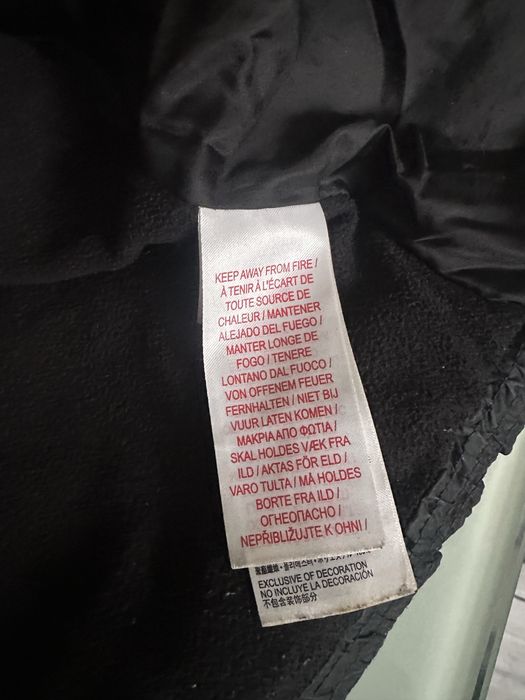 KEEP AWAY FROM FIRE /
À TENIR À L'ÉCART DE
TOUTE SOURCE DE
CHALEUR / MANTENER
ALEJADO DEL FUEGO /
MANTER LONGE DE
FOGO / TENERE
LONTANO DAL FUOCO /
VON OFFENEM FEUER
FERNHALTEN / NIET BIJ
VUUR LATEN KOMEN /
ΜΑΚΡΙΑ ΑΠΟ ΦΩΤΙΑ /
SKAL HOLDES VÆK FRA
ILD / AKTAS FÖR ELD /
VARO TULTA / MÅ HOLDES
BORTE FRA ILD /
ОГНЕОПАСНО /
NEPŘIBLIŽUJTE K OHNI /
EXCLUSIVE OF DECORATION
NO INCLUYE LA DECORACIÓN
不包含装饰部分